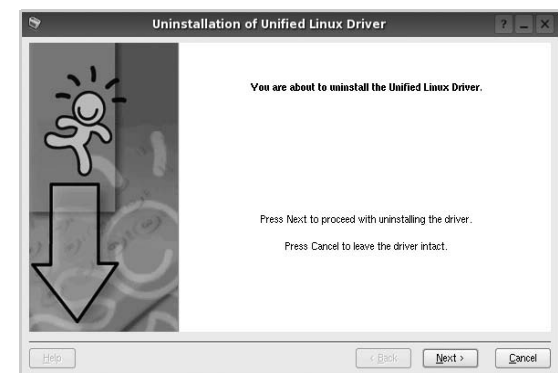 Uninstallation of Unified Linux Driver
You are about to uninstall the Unified Linux Driver.
Press Next to proceed with uninstalling the driver.
Press Cancel to leave the driver intact.
Help
< Back
Next >
Cancel